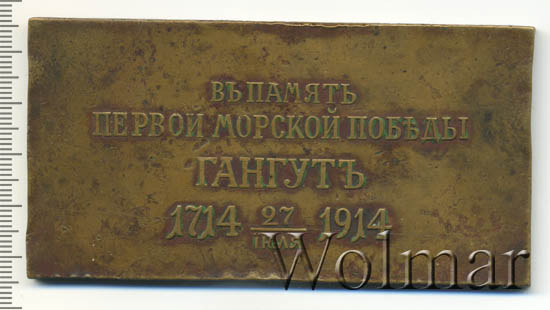 ВЪ ПАМЯТЬ
ПЕРВОЙ МОРСКОЙ ПОБѢДЫ
ГАНГУТЪ
1714 27 ІЮЛЯ 1914
Wolmar